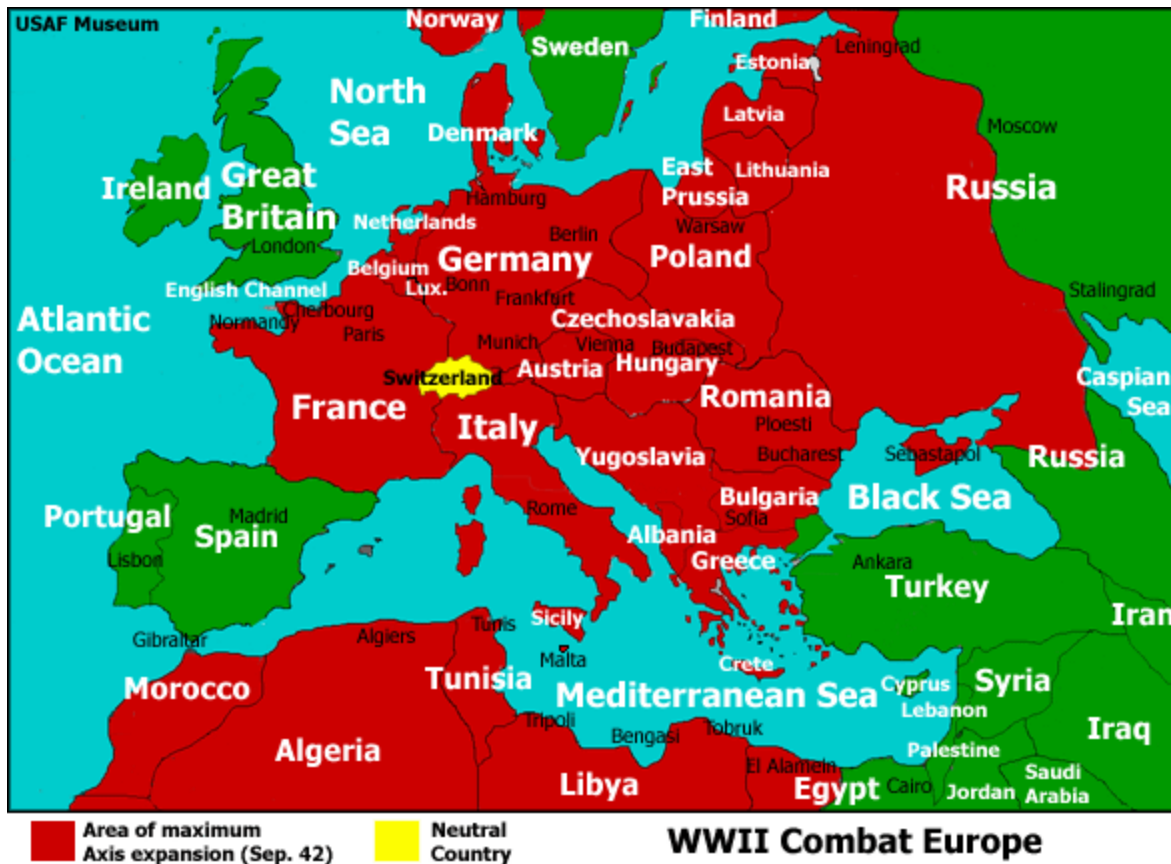 USAF Museum
Norway
Finland
Sweden
Leningrad
Estonia
North
Sea
Latvia
Moscow
Denmark
East
Prussia
Lithuania
Ireland
Great
Britain
Russia
Hamburg
Netherlands
Warsaw
London
Berlin
Poland
Germany
Belgium
Lux.
Bonn
English Channel
Frankfurt
Stalingrad
Atlantic
Ocean
Cherbourg
Normandy
Paris
Czechoslavakia
Munich
Vienna
Budapest
Switzerland
Austria
Hungary
Caspian
Sea
France
Romania
Italy
Ploesti
Bucharest
Sebastapol
Yugoslavia
Russia
Bulgaria
Black Sea
Portugal
Madrid
Spain
Rome
Sofia
Albania
Greece
Lisbon
Ankara
Turkey
Iran
Gibraltar
Algiers
Tunis
Sicily
Malta
Crete
Morocco
Tunisia
Mediterranean Sea
Cyprus
Syria
Lebanon
Tripoli
Bengasi
Tobruk
Iraq
Algeria
Palestine
El Alamein
Libya
Egypt
Cairo
Jordan
Saudi
Arabia
Area of maximum
Axis expansion (Sep. 42)
Neutral
Country
WWII Combat Europe